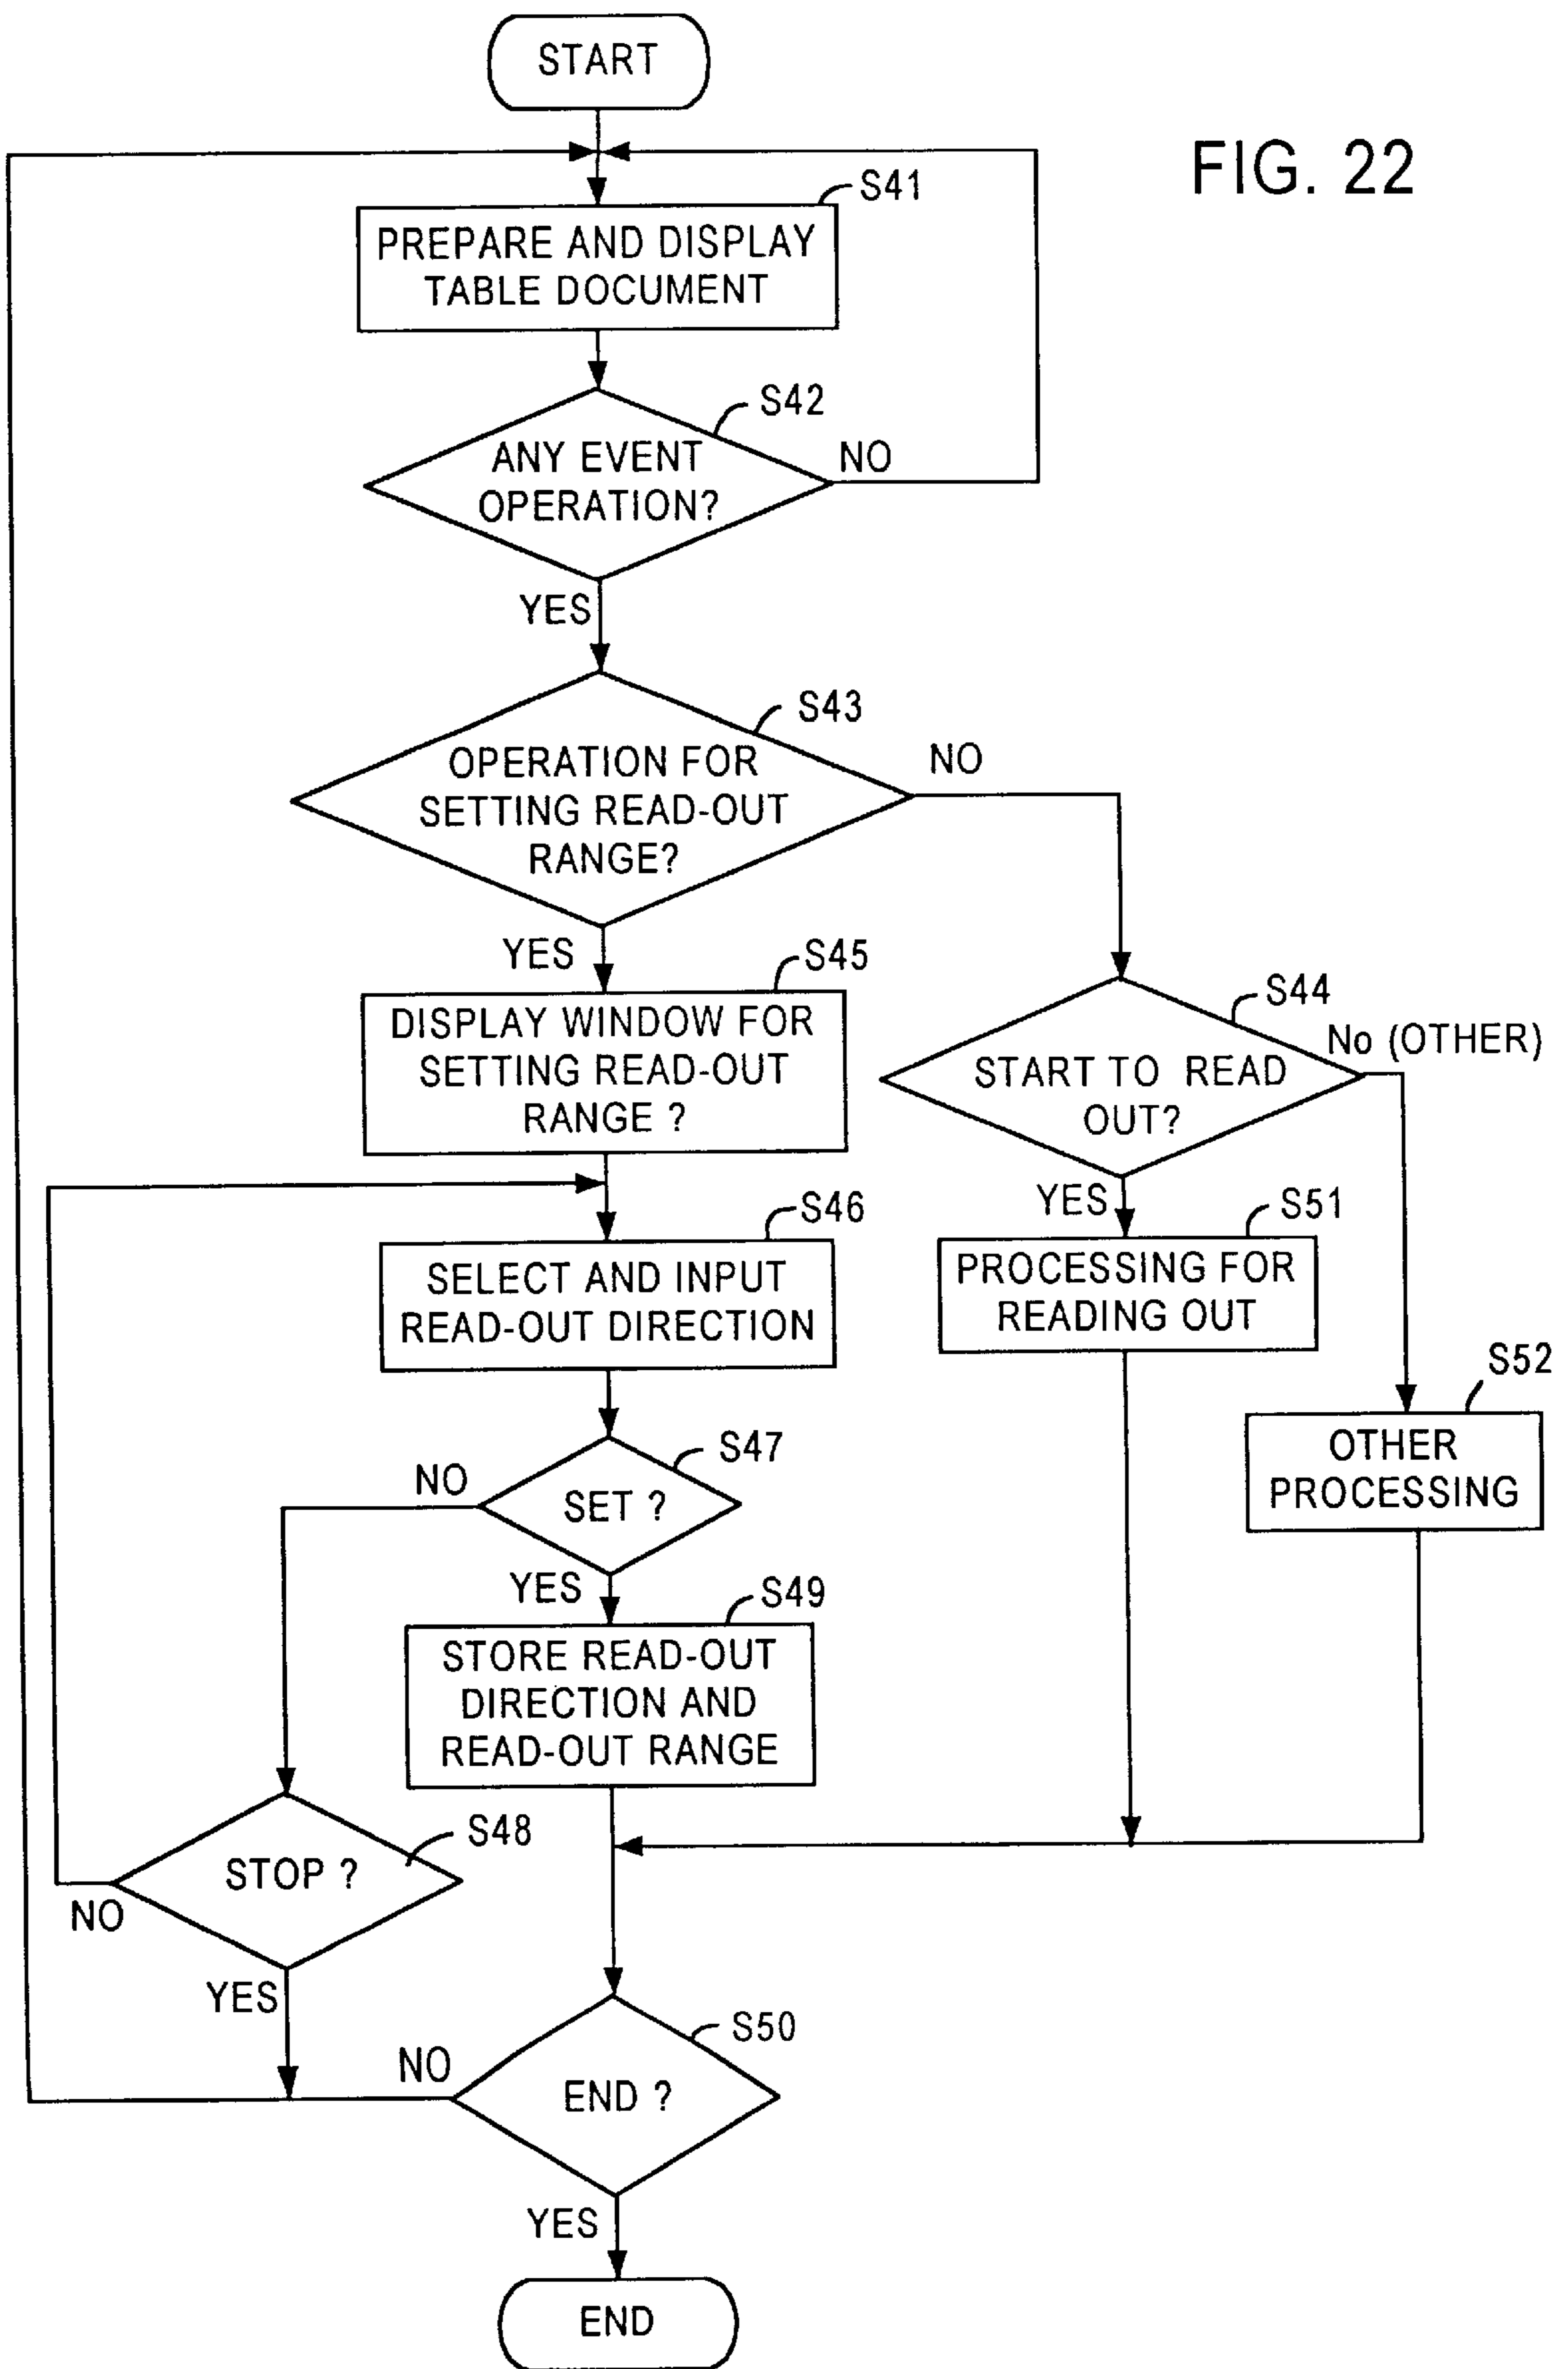 START
FIG. 22
S41
PREPARE AND DISPLAY
TABLE DOCUMENT
S42
ANY EVENT
OPERATION?
NO
YES
S43
OPERATION FOR
SETTING READ-OUT
RANGE?
NO
YES
S45
DISPLAY WINDOW FOR
SETTING READ-OUT
RANGE ?
S44
No (OTHER)
START TO READ
OUT?
YES
S46
SELECT AND INPUT
READ-OUT DIRECTION
S51
PROCESSING FOR
READING OUT
S52
OTHER
PROCESSING
S47
NO
SET ?
YES
S49
STORE READ-OUT
DIRECTION AND
READ-OUT RANGE
S48
STOP ?
NO
YES
S50
NO
END ?
YES
END